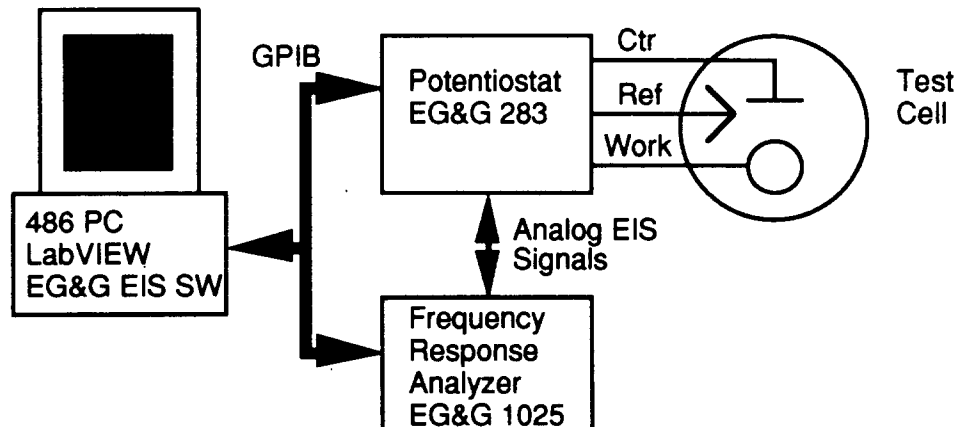 GPIB
486 PC
LabVIEW
EG&G EIS SW
Potentiostat
EG&G 283
Ctr
Ref
Work
Test
Cell
Analog EIS
Signals
Frequency
Response
Analyzer
EG&G 1025